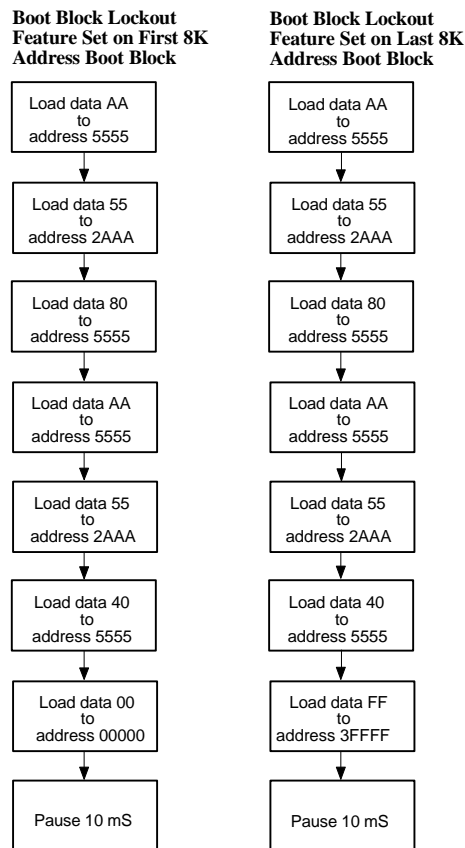 Boot Block Lockout
Feature Set on First 8K
Address Boot Block
Load data AA
to
address 5555
Load data 55
to
address 2AAA
Load data 80
to
address 5555
Load data AA
to
address 5555
Load data 55
to
address 2AAA
Load data 40
to
address 5555
Load data 00
to
address 00000
Pause 10 mS
Boot Block Lockout
Feature Set on Last 8K
Address Boot Block
Load data AA
to
address 5555
Load data 55
to
address 2AAA
Load data 80
to
address 5555
Load data AA
to
address 5555
Load data 55
to
address 2AAA
Load data 40
to
address 5555
Load data FF
to
address 3FFFF
Pause 10 mS